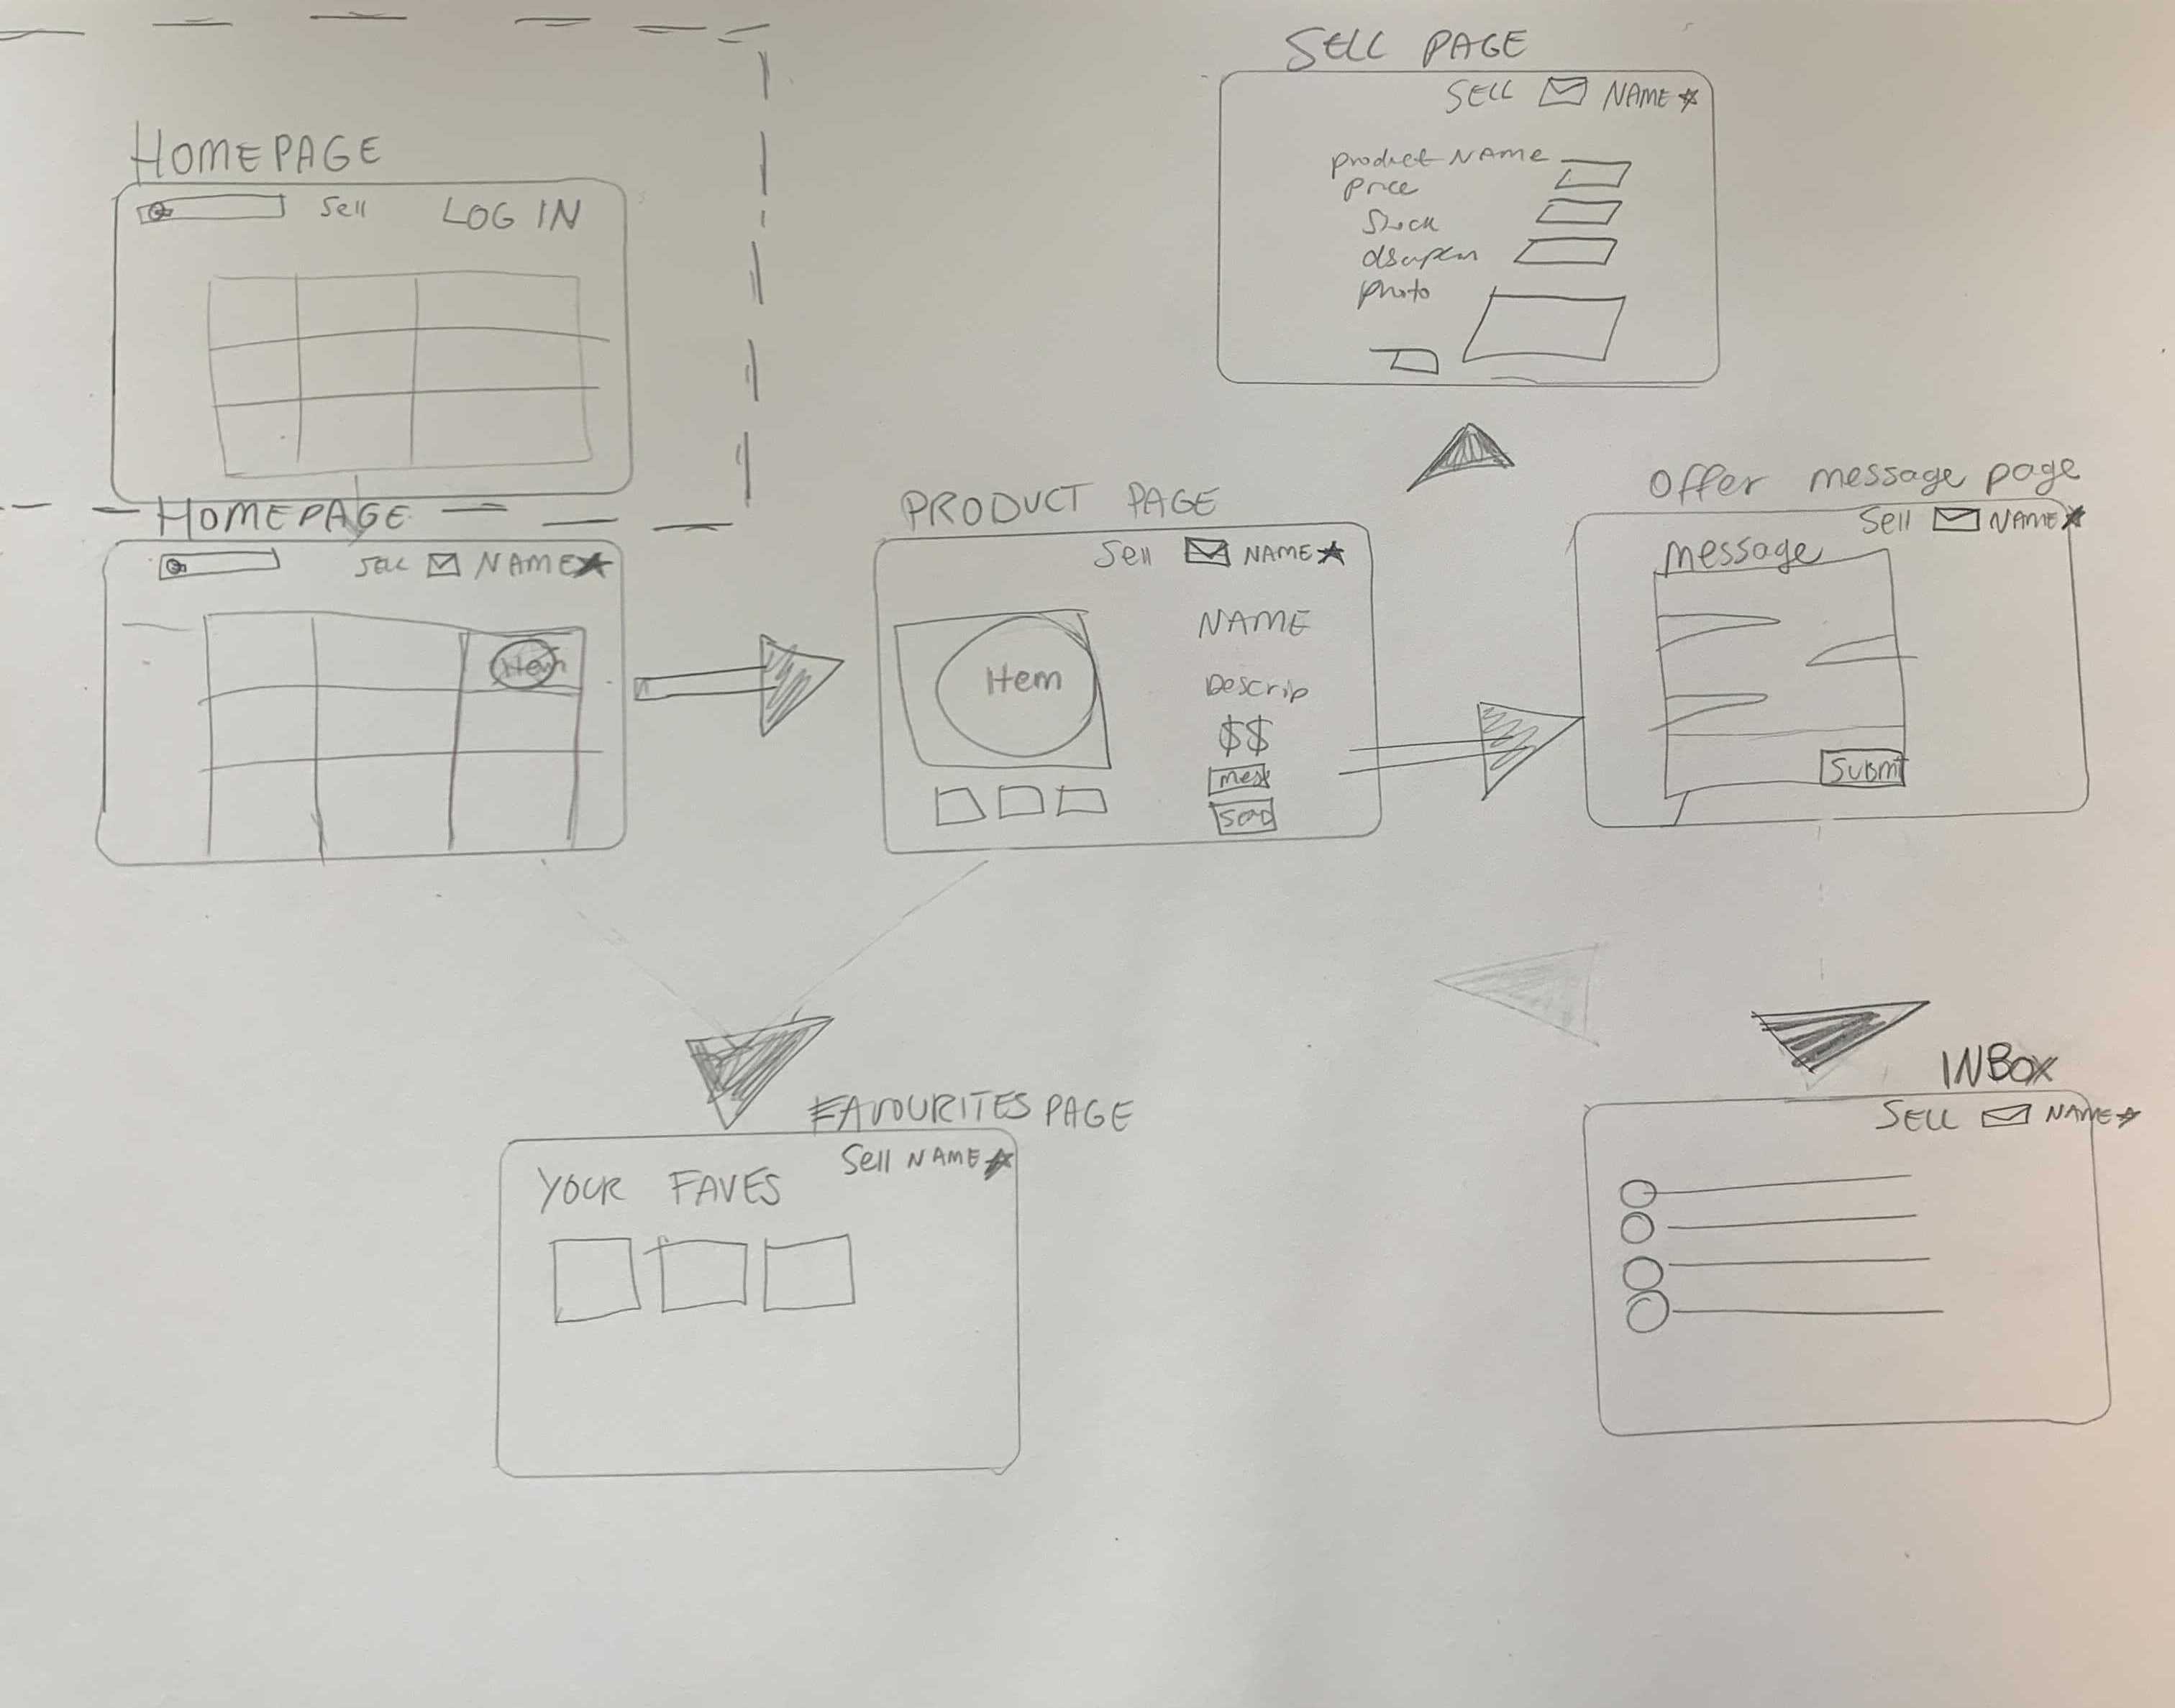 SELL PAGE
SELL NAME
product NAME
price
Stock
photo
HOMEPAGE
Sell LOG IN
HOMEPAGE
SELL NAME
Item
PRODUCT PAGE
Sell NAME
Item
NAME
Descrip
$$
Send
offer message page
Sell NAME
message
Submit
FAVOURITES PAGE
Sell NAME
YOUR FAVES
INBOX
SELL NAME